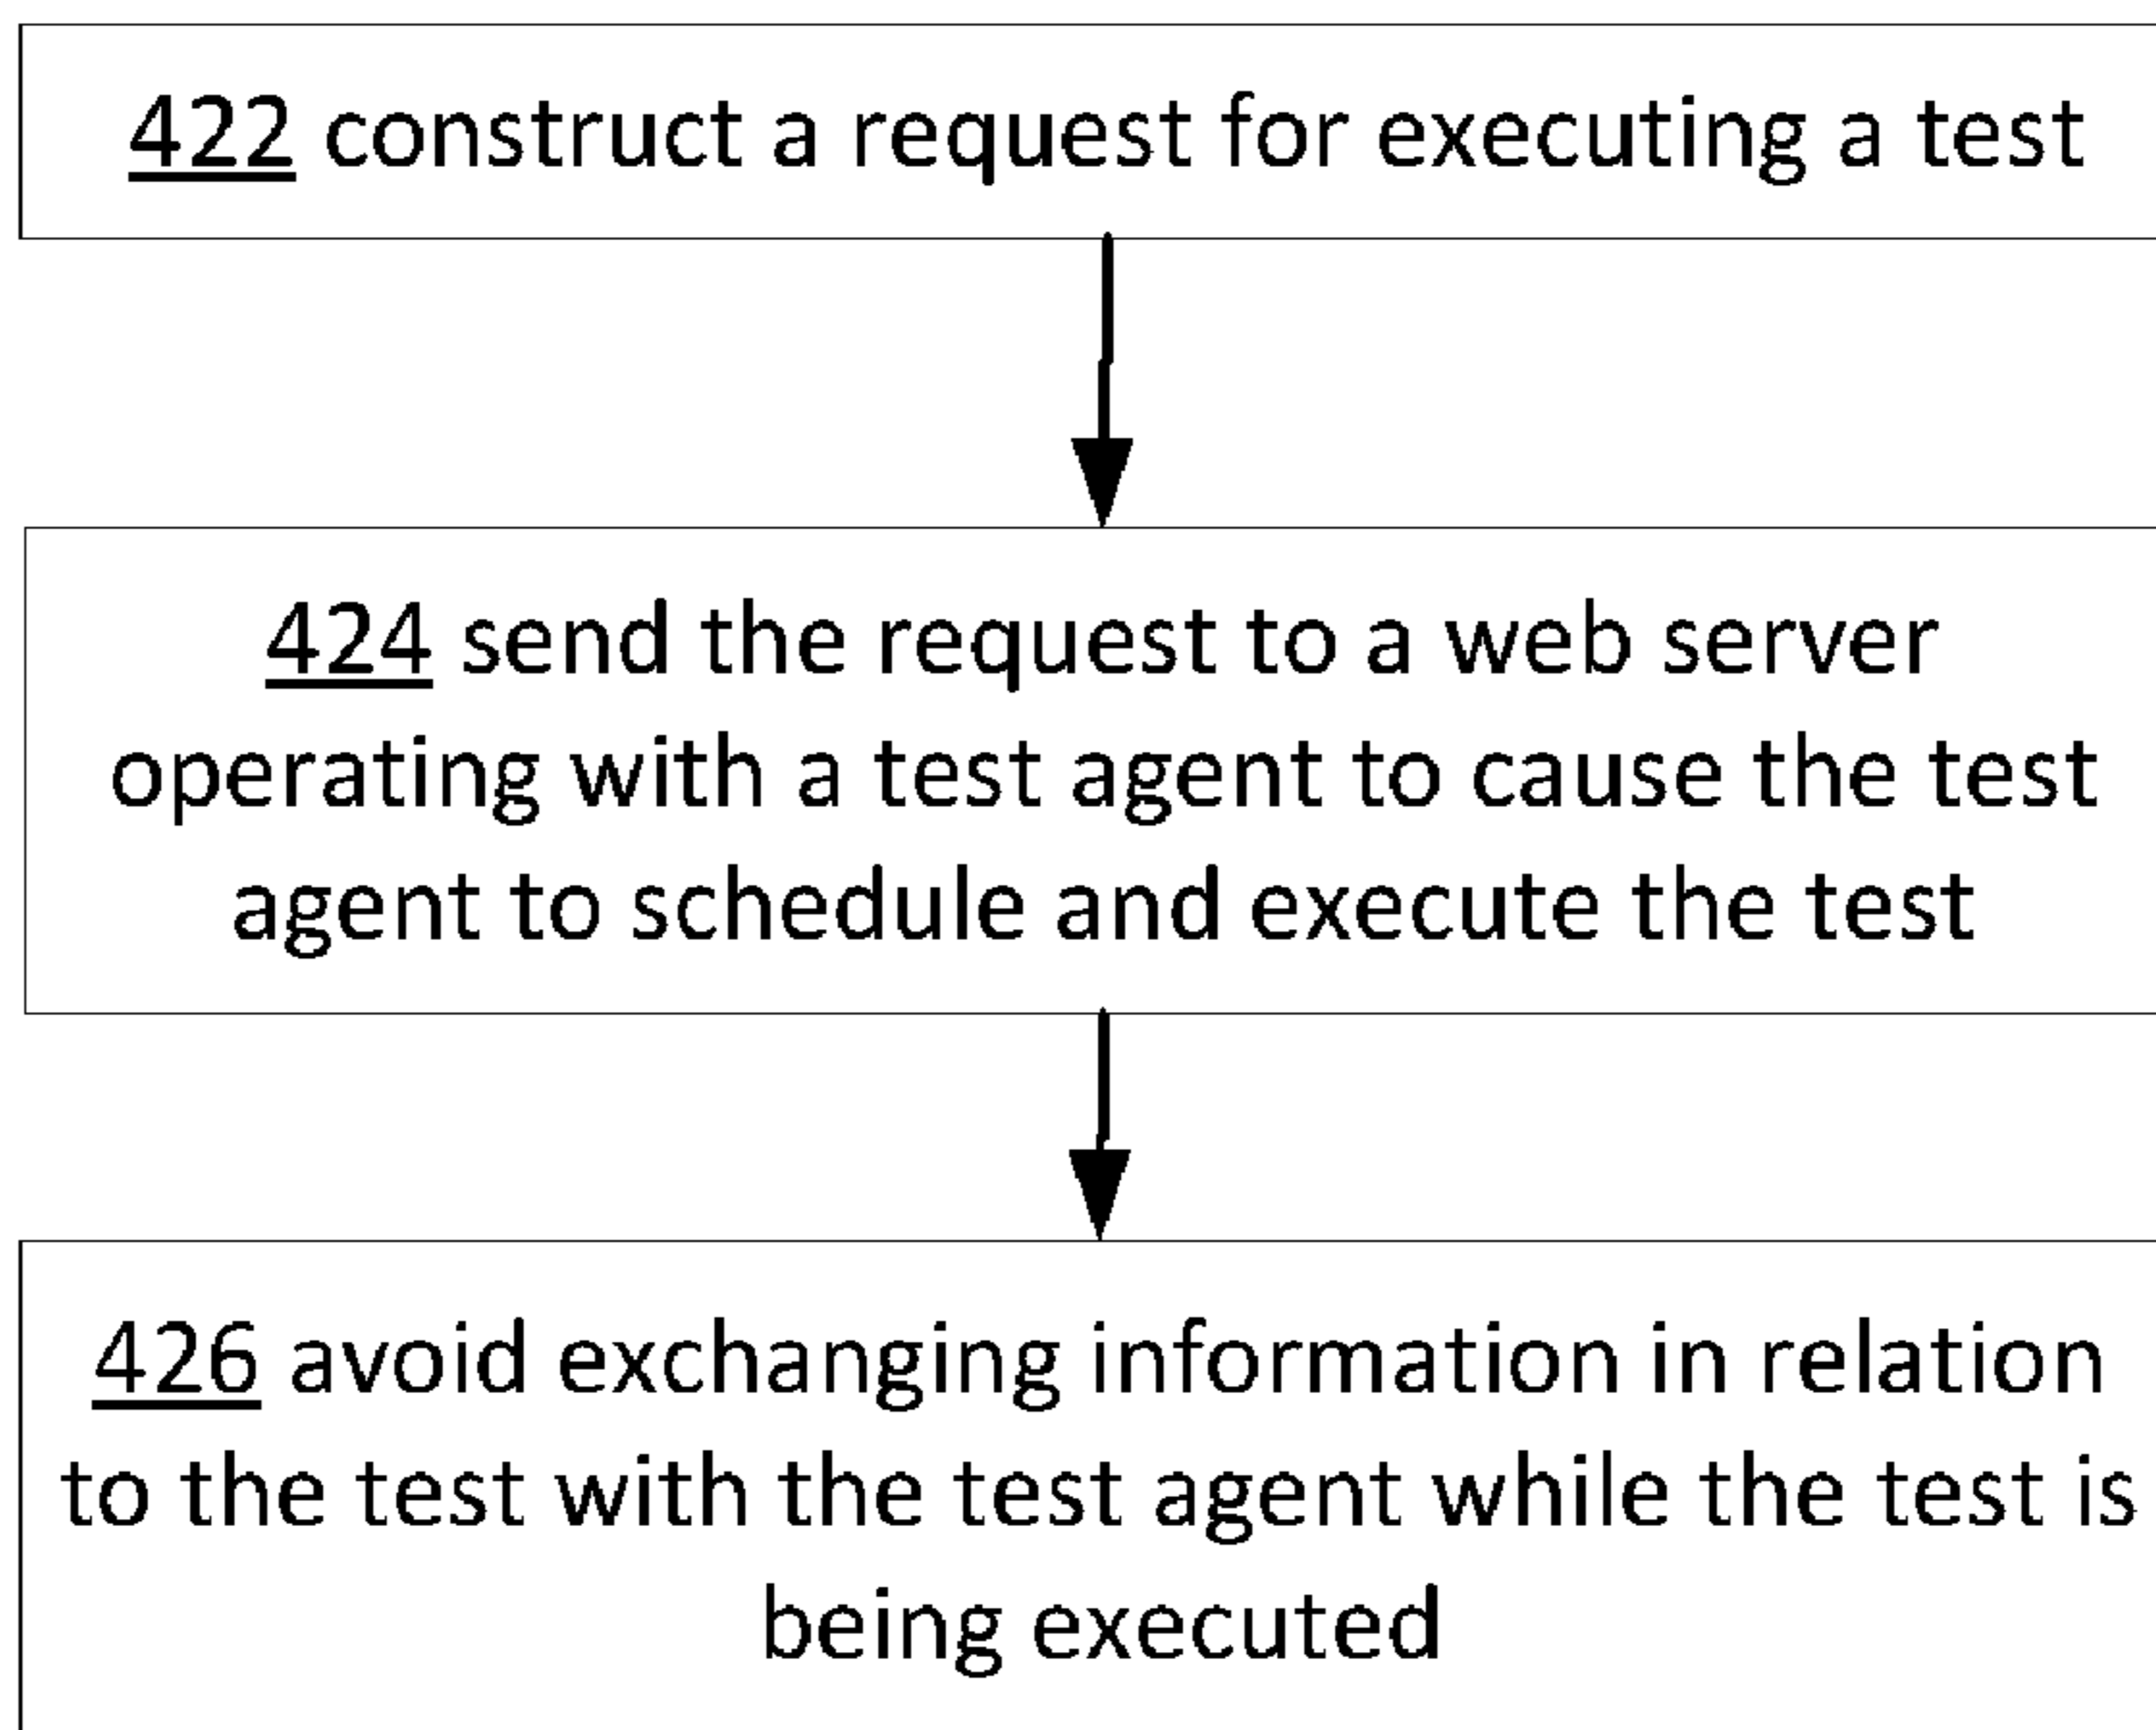 422 construct a request for executing a test
424 send the request to a web server
operating with a test agent to cause the test
agent to schedule and execute the test
426 avoid exchanging information in relation
to the test with the test agent while the test is
being executed